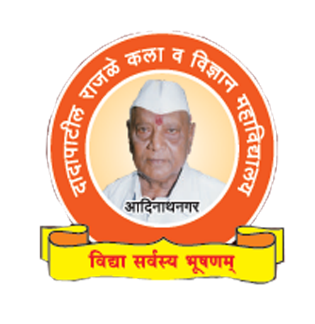 दादापाटील राजळे कला व विज्ञान महाविद्यालय
आदिनाथनगर
विद्या सर्वस्य भूषणम्